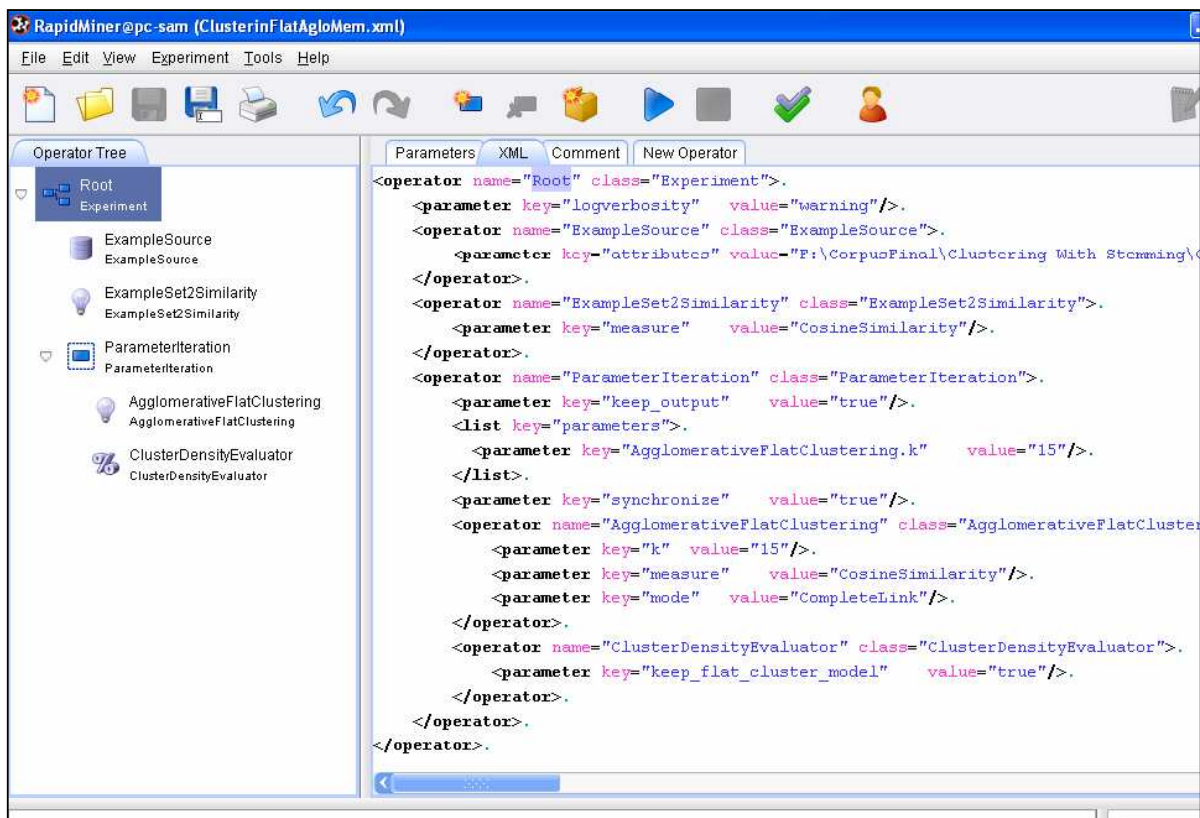 RapidMiner@pc-sam (ClusterinFlatAgloMem.xml)
File Edit View Experiment Tools Help
Operator Tree
Root
Experiment
ExampleSource
ExampleSource
ExampleSet2Similarity
ExampleSet2Similarity
ParameterIteration
ParameterIteration
AgglomerativeFlatClustering
AgglomerativeFlatClustering
ClusterDensityEvaluator
ClusterDensityEvaluator
Parameters XML Comment New Operator
<operator name="Root" class="Experiment">.
<parameter key="logverbosity" value="warning"/>.
<operator name="ExampleSource" class="ExampleSource">.
<parameter key="attributes" value="F:\CorpusFinal\Clustering With Stemming\
</operator>.
<operator name="ExampleSet2Similarity" class="ExampleSet2Similarity">.
<parameter key="measure" value="CosineSimilarity"/>.
</operator>.
<operator name="ParameterIteration" class="ParameterIteration">.
<parameter key="keep_output" value="true"/>.
<list key="parameters">.
<parameter key="AgglomerativeFlatClustering.k" value="15"/>.
</list>.
<parameter key="synchronize" value="true"/>.
<operator name="AgglomerativeFlatClustering" class="AgglomerativeFlatCluster
<parameter key="k" value="15"/>.
<parameter key="measure" value="CosineSimilarity"/>.
<parameter key="mode" value="CompleteLink"/>.
</operator>.
<operator name="ClusterDensityEvaluator" class="ClusterDensityEvaluator">.
<parameter key="keep_flat_cluster_model" value="true"/>.
</operator>.
</operator>.
</operator>.